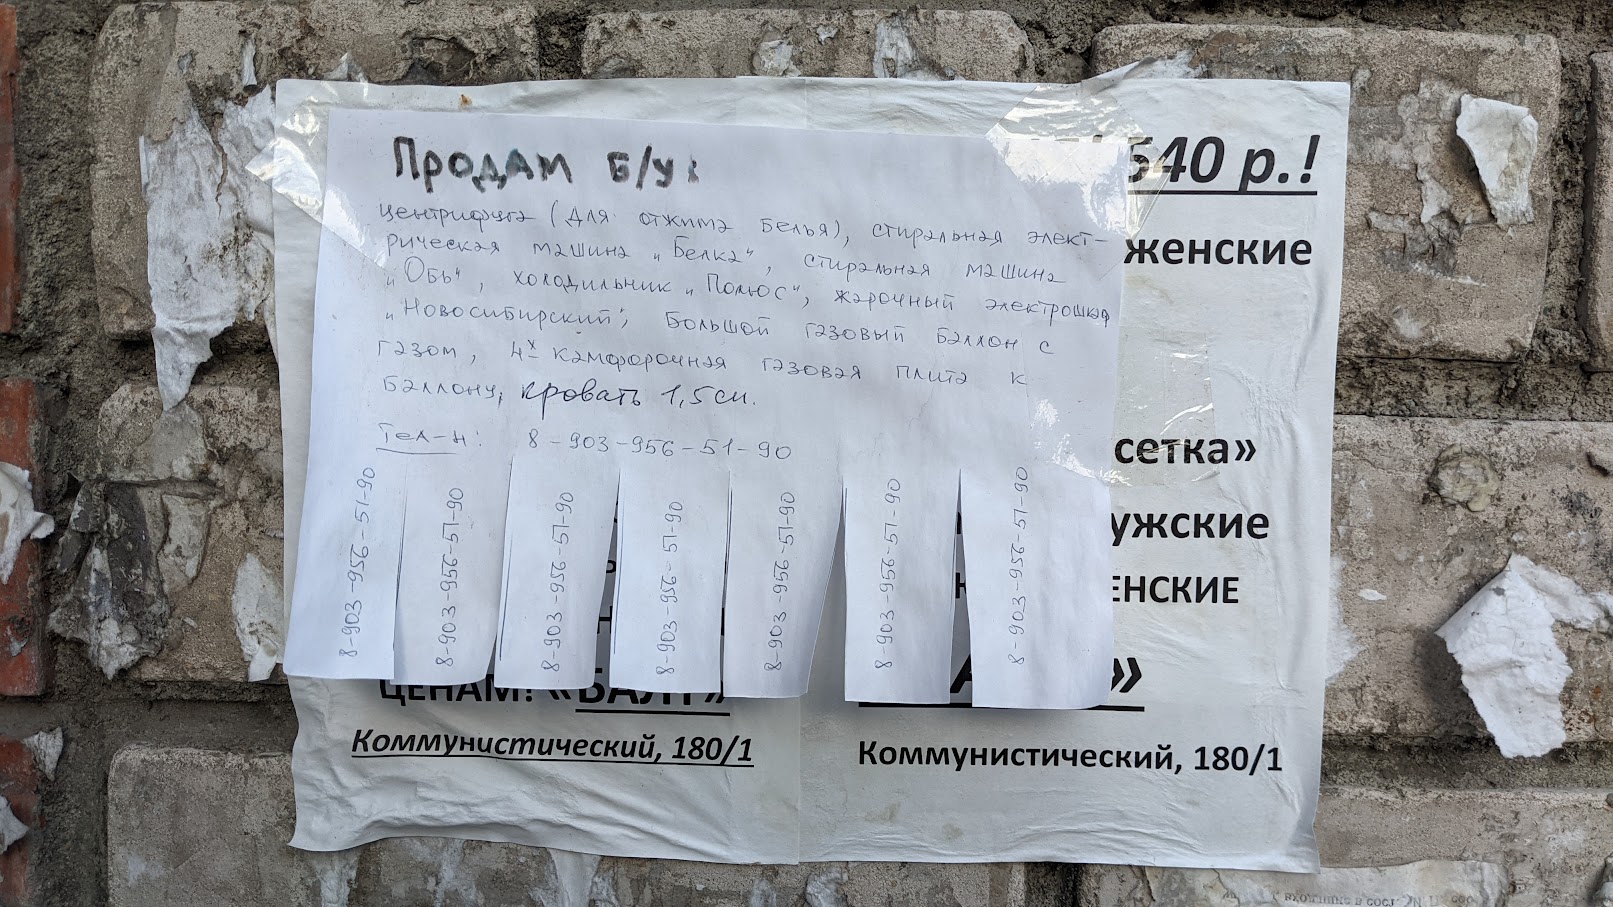 Продам б/у:
центрифуга (для отжима белья), стиральная элект-
рическая машина „Белка“, стиральная машина
„Обь“, холодильник „Полюс“, жарочный электрошкаф
„Новосибирский“, большой газовый баллон с
газом, 4х камфорочная газовая плита к
баллону, кровать 1,5 сп.
Тел-н: 8-903-956-51-90
8-903-956-51-90
8-903-956-51-90
8-903-956-51-90
8-903-956-51-90
8-903-956-51-90
8-903-956-51-90
8-903-956-51-90
540 р.!
женские
сетка»
ужские
ЕНСКИЕ
ЦЕНАМ! «БАЛТ»
»
Коммунистический, 180/1
Коммунистический, 180/1